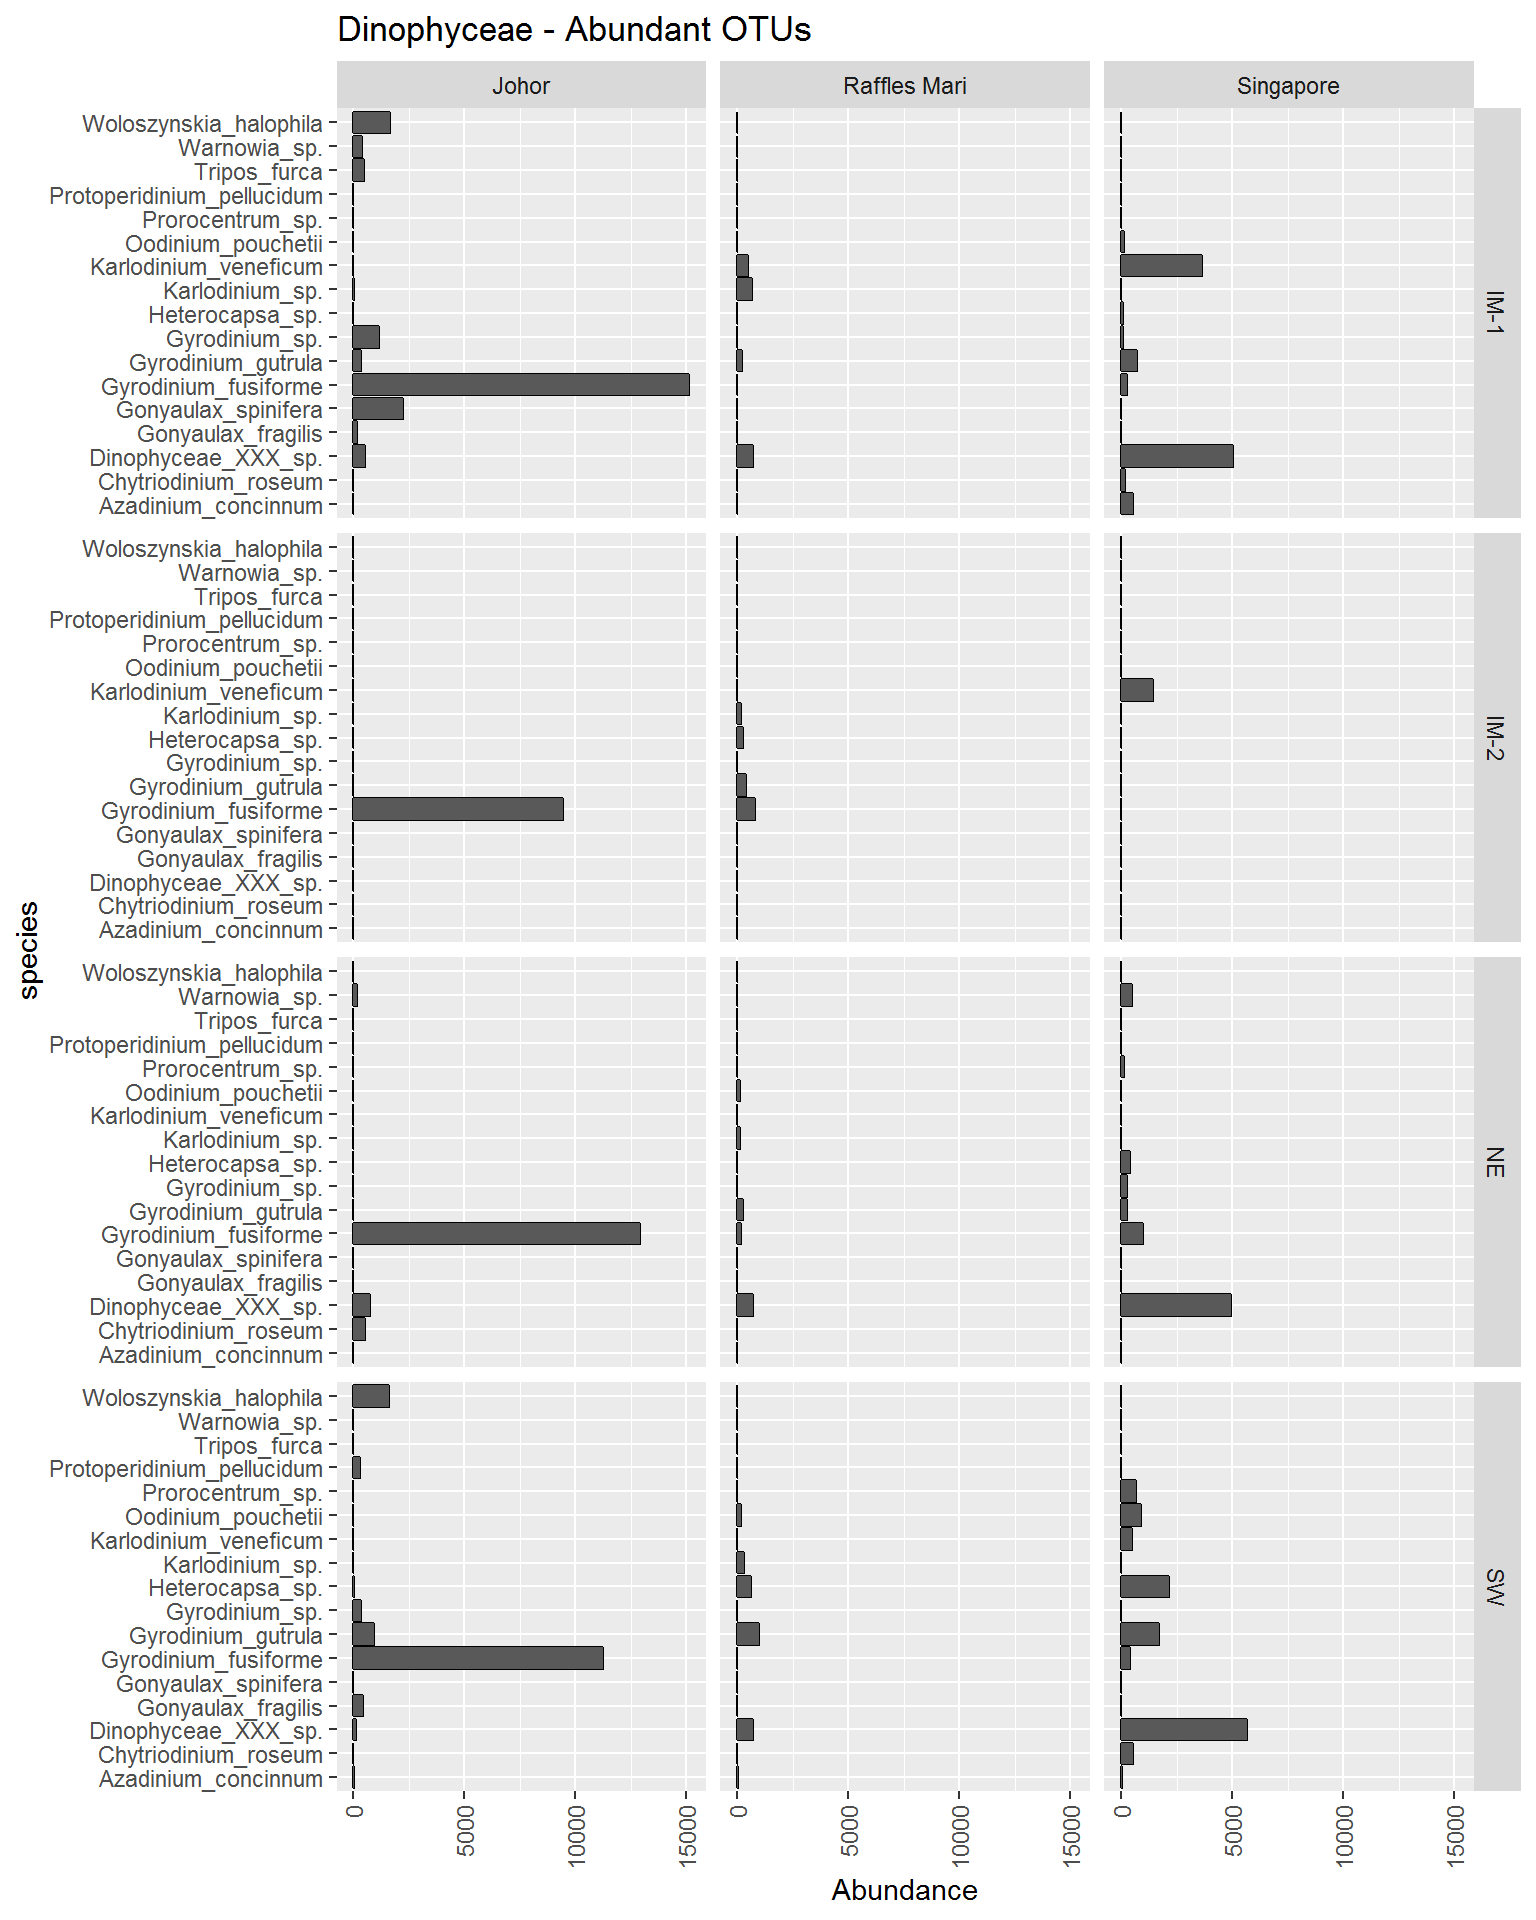 Dinophyceae - Abundant OTUs
Johor
Raffles Mari
Singapore
Woloszynskia_halophila
Warnowia_sp.
Tripos_furca
Protoperidinium_pellucidum
Prorocentrum_sp.
Oodinium_pouchetii
Karlodinium_veneficum
Karlodinium_sp.
Heterocapsa_sp.
Gyrodinium_sp.
Gyrodinium_gutrula
Gyrodinium_fusiforme
Gonyaulax_spinifera
Gonyaulax_fragilis
Dinophyceae_XXX_sp.
Chytriodinium_roseum
Azadinium_concinnum
IM-1
Woloszynskia_halophila
Warnowia_sp.
Tripos_furca
Protoperidinium_pellucidum
Prorocentrum_sp.
Oodinium_pouchetii
Karlodinium_veneficum
Karlodinium_sp.
Heterocapsa_sp.
Gyrodinium_sp.
Gyrodinium_gutrula
Gyrodinium_fusiforme
Gonyaulax_spinifera
Gonyaulax_fragilis
Dinophyceae_XXX_sp.
Chytriodinium_roseum
Azadinium_concinnum
IM-2
species
Woloszynskia_halophila
Warnowia_sp.
Tripos_furca
Protoperidinium_pellucidum
Prorocentrum_sp.
Oodinium_pouchetii
Karlodinium_veneficum
Karlodinium_sp.
Heterocapsa_sp.
Gyrodinium_sp.
Gyrodinium_gutrula
Gyrodinium_fusiforme
Gonyaulax_spinifera
Gonyaulax_fragilis
Dinophyceae_XXX_sp.
Chytriodinium_roseum
Azadinium_concinnum
NE
Woloszynskia_halophila
Warnowia_sp.
Tripos_furca
Protoperidinium_pellucidum
Prorocentrum_sp.
Oodinium_pouchetii
Karlodinium_veneficum
Karlodinium_sp.
Heterocapsa_sp.
Gyrodinium_sp.
Gyrodinium_gutrula
Gyrodinium_fusiforme
Gonyaulax_spinifera
Gonyaulax_fragilis
Dinophyceae_XXX_sp.
Chytriodinium_roseum
Azadinium_concinnum
SW
0
5000
10000
15000
0
5000
10000
15000
0
5000
10000
15000
Abundance